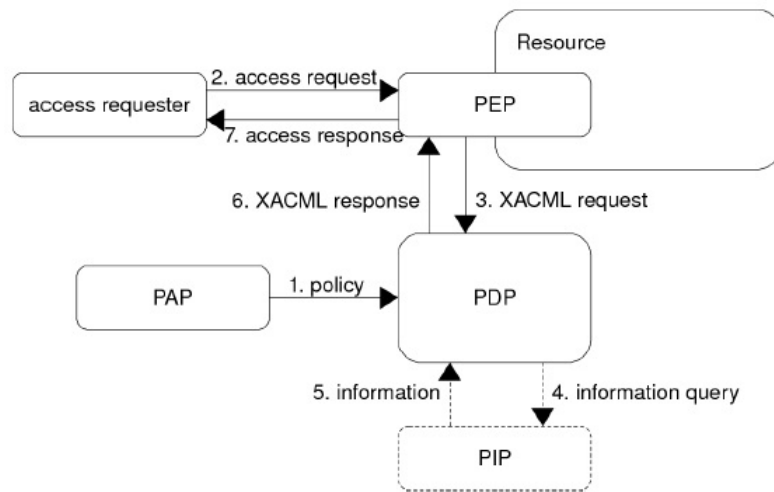 Resource
2. access request
access requester
PEP
7. access response
6. XACML response
3. XACML request
PAP
1. policy
PDP
5. information
4. information query
PIP